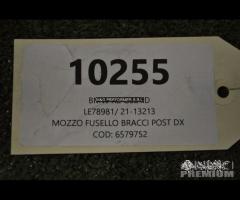 10255
LE78981/ 21-13213
MOZZO FUSELLO BRACCI POST DX
COD: 6579752
PREMIUM